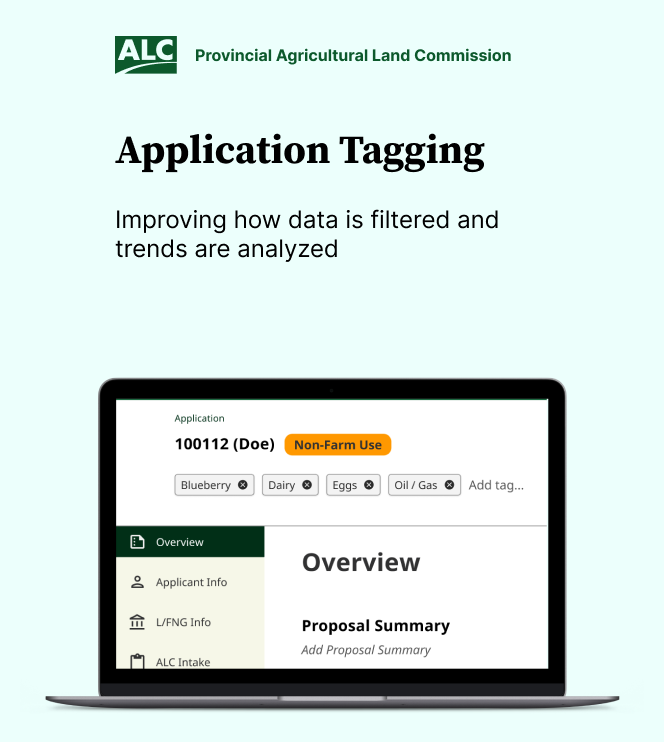 ALC Provincial Agricultural Land Commission
Application Tagging
Improving how data is filtered and
trends are analyzed
Application
100112 (Doe) Non-Farm Use
Blueberry Dairy Eggs Oil / Gas Add tag...
Overview
Applicant Info
L/FNG Info
ALC Intake
Overview
Proposal Summary
Add Proposal Summary